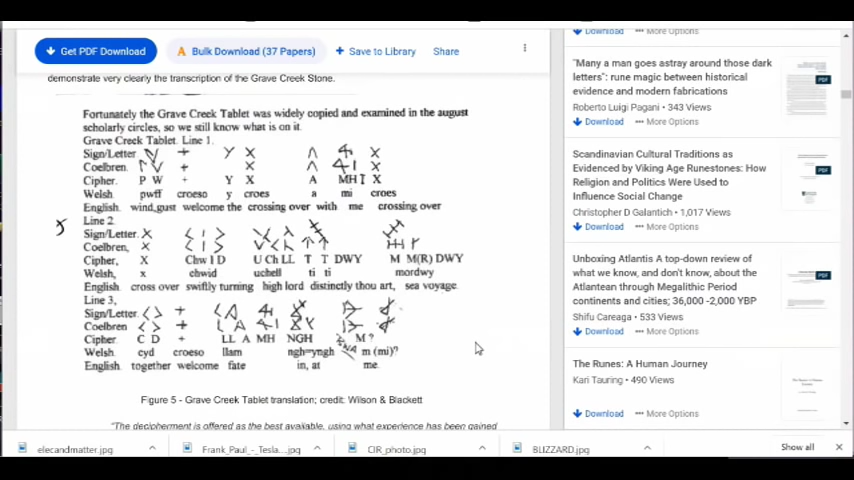 Get PDF Download
Bulk Download (37 Papers)
+ Save to Library
Share
demonstrate very clearly the transcription of the Grave Creek Stone.
Fortunately the Grave Creek Tablet was widely copied and examined in the august
scholarly circles, so we still know what is on it.
Grave Creek Tablet. Line 1.
Sign/Letter + Y X Λ X
Coelbren, + X Λ X
Cipher. P W + Y X A MH I X
Welsh pwff croeso y croes a mi croes
English. wind,gust welcome the crossing over with me crossing over
Line 2.
Sign/Letter. X < | >
Coelbren, X < | >
Cipher, X Chw I D U Ch LL T T DWY M M(R) DWY
Welsh, x chwid uchell ti ti mordwy
English. cross over swiftly turning high lord distinctly thou art, sea voyage.
Line 3,
Sign/Letter. < > +
Coelbren < > +
Cipher C D + LL A MH NGH M ?
Welsh. cyd croeso llam ngh=yngh m (mi)?
English. together welcome fate in, at me.
Figure 5 - Grave Creek Tablet translation; credit: Wilson & Blackett
"The decipherment is offered as the best available, using what experience has been gained
Download ••• More Options
"Many a man goes astray around those dark
letters": rune magic between historical
evidence and modern fabrications
Roberto Luigi Pagani • 343 Views
Download ••• More Options
PDF
Scandinavian Cultural Traditions as
Evidenced by Viking Age Runestones: How
Religion and Politics Were Used to
Influence Social Change
Christopher D Galantich • 1,017 Views
Download ••• More Options
PDF
Unboxing Atlantis A top-down review of
what we know, and don't know, about the
Atlantean through Megalithic Period
continents and cities; 36,000 -2,000 YBP
Shifu Careaga • 533 Views
Download ••• More Options
PDF
The Runes: A Human Journey
Kari Tauring • 490 Views
Download ••• More Options
elecandmatter.jpg
Frank_Paul_-_Tesla....jpg
CIR_photo.jpg
BLIZZARD.jpg
Show all